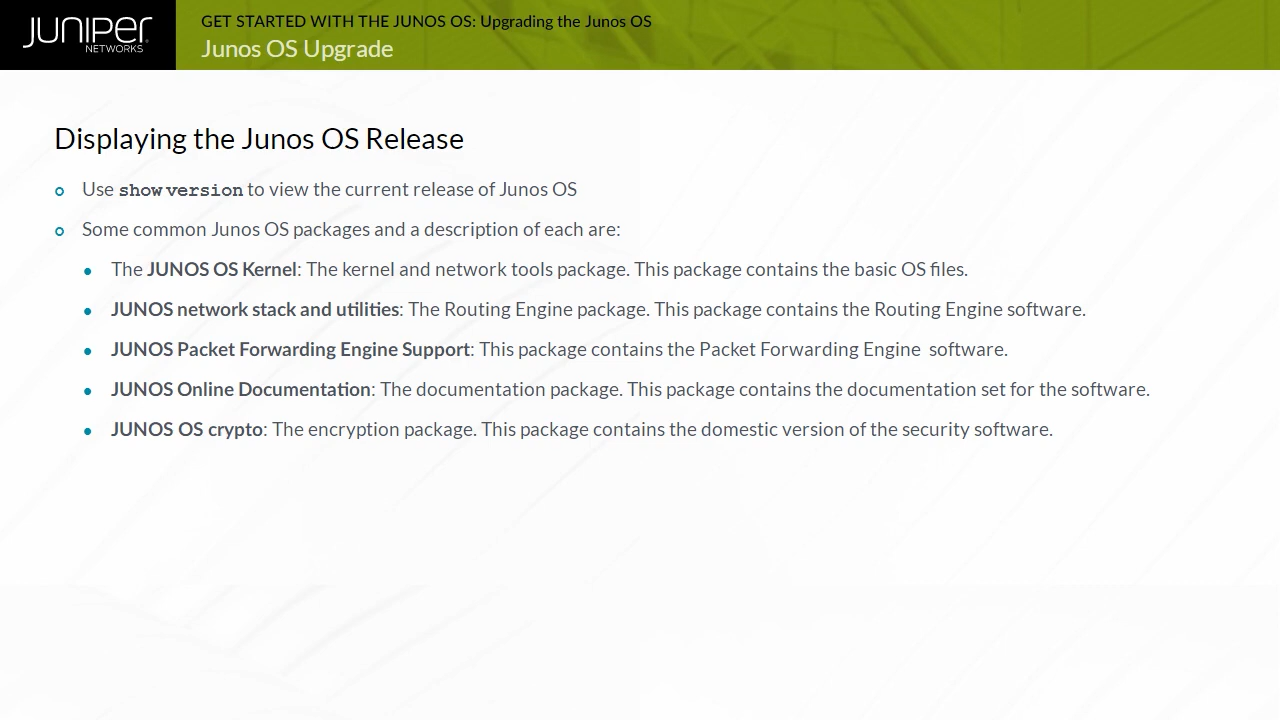 JUNIPER
NETWORKS
GET STARTED WITH THE JUNOS OS: Upgrading the Junos OS
Junos OS Upgrade
Displaying the Junos OS Release
Use show version to view the current release of Junos OS
Some common Junos OS packages and a description of each are:
The JUNOS OS Kernel: The kernel and network tools package. This package contains the basic OS files.
JUNOS network stack and utilities: The Routing Engine package. This package contains the Routing Engine software.
JUNOS Packet Forwarding Engine Support: This package contains the Packet Forwarding Engine  software.
JUNOS Online Documentation: The documentation package. This package contains the documentation set for the software.
JUNOS OS crypto: The encryption package. This package contains the domestic version of the security software.